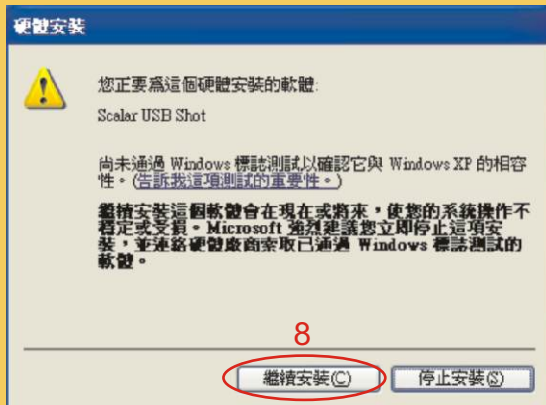 硬體安裝
您正要為這個硬體安裝的軟體:
Scalar USB Shot
尚未通過 Windows 標誌測試以確認它與 Windows XP 的相容
性。(告訴我這項測試的重要性。)
繼續安裝這個軟體會在現在或將來，使您的系統操作不
穩定或受損。Microsoft 強烈建議您立即停止這項安
裝，並連絡硬體廠商索取已通過 Windows 標誌測試的
軟體。
8
繼續安裝(C) 停止安裝(S)